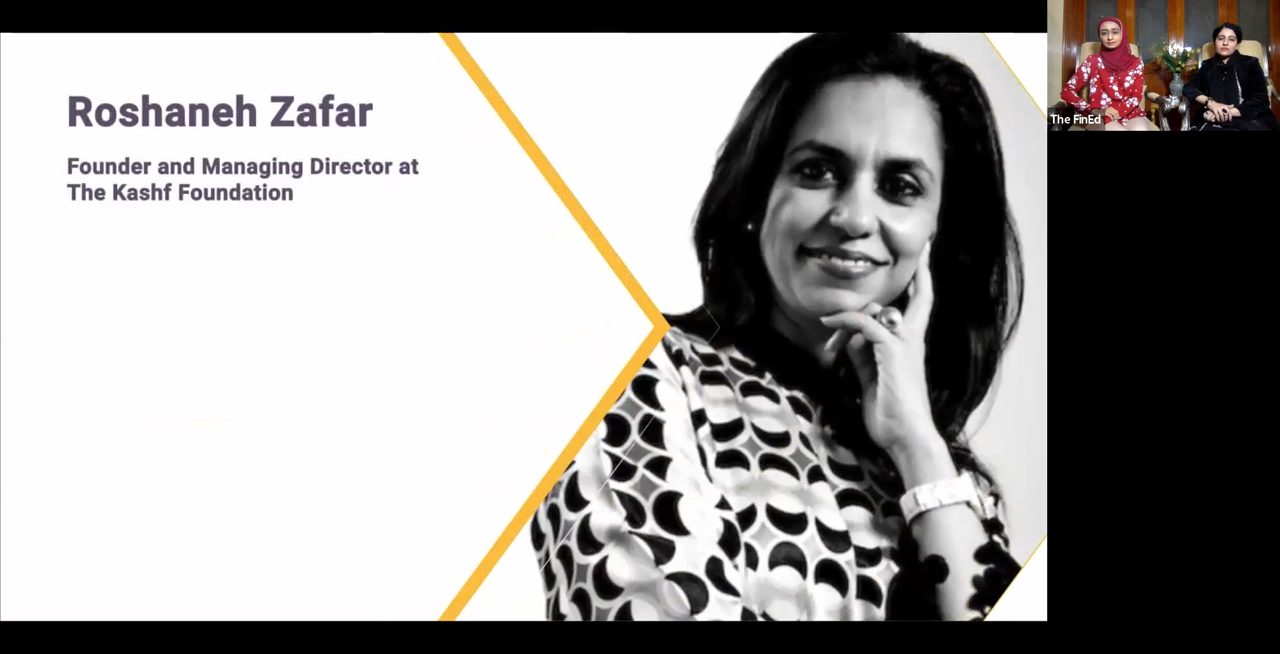 Roshaneh Zafar
Founder and Managing Director at
The Kashf Foundation
The FinEd